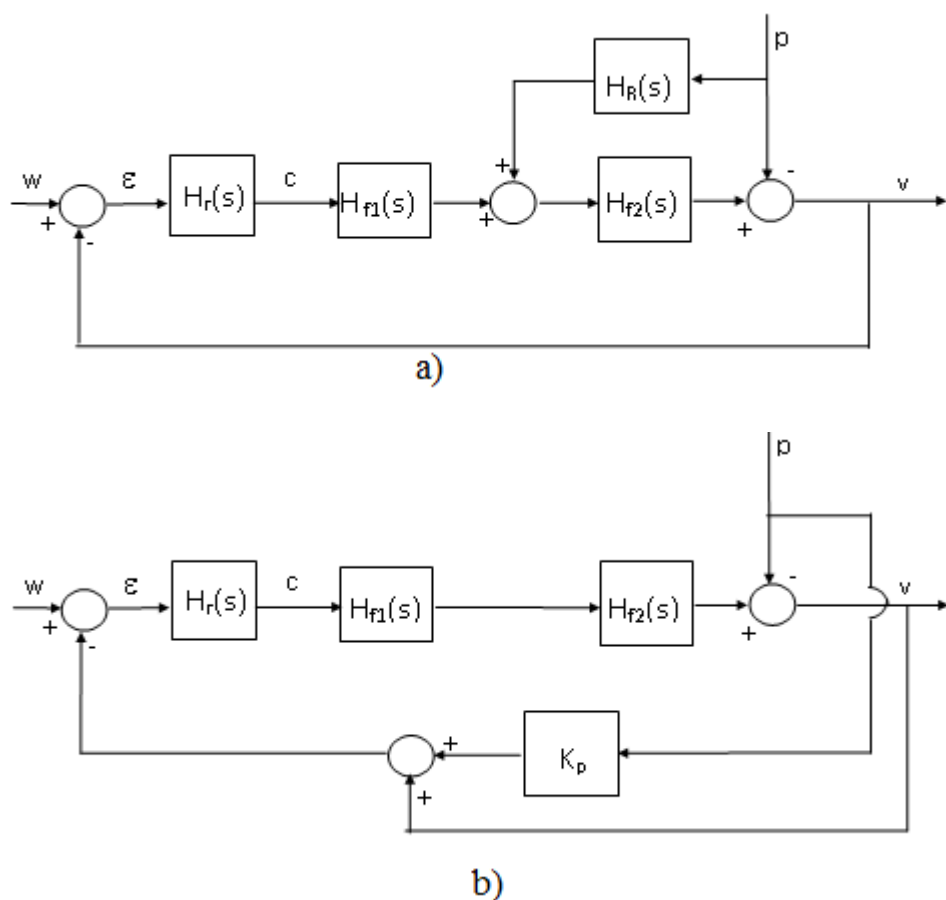 p
H_R(s)
+
-
w
ε
H_r(s)
c
H_f1(s)
H_f2(s)
v
+
-
+
+
a)
p
w
ε
H_r(s)
c
H_f1(s)
H_f2(s)
-
v
+
-
+
K_p
+
+
b)